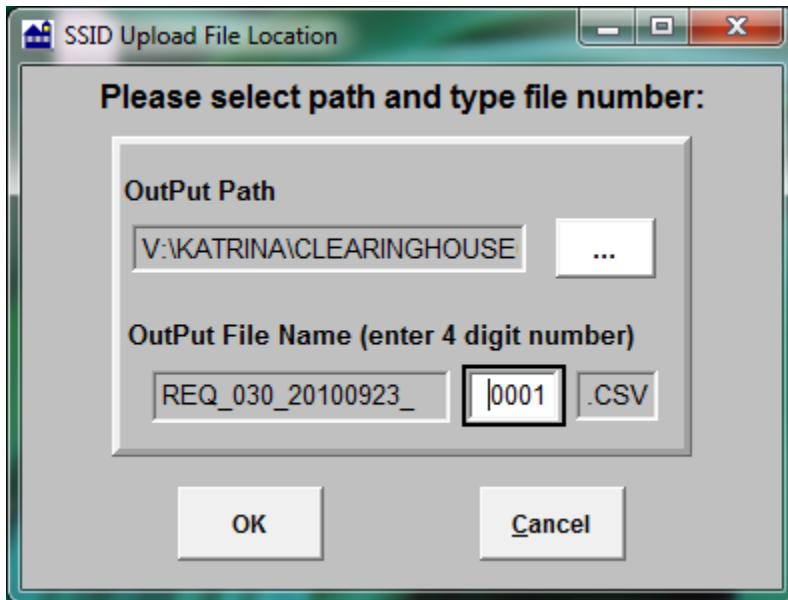 SSID Upload File Location
Please select path and type file number:
OutPut Path
V:\KATRINA\CLEARINGHOUSE
...
OutPut File Name (enter 4 digit number)
REQ_030_20100923_ 0001 .CSV
OK Cancel